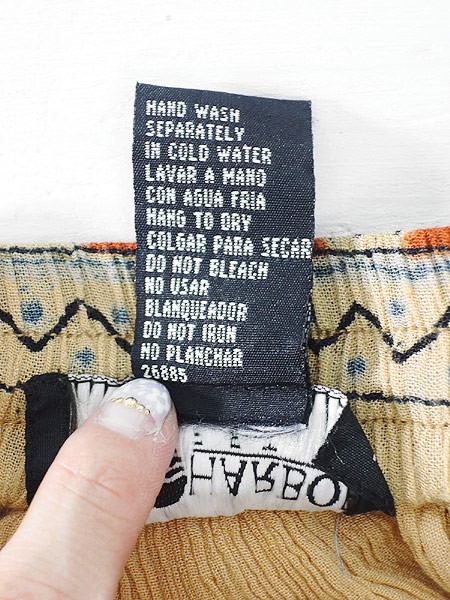 HAND WASH
SEPARATELY
IN COLD WATER
LAVAR A MANO
CON AGUA FRIA
HANG TO DRY
COLGAR PARA SECAR
DO NOT BLEACH
NO USAR
BLANQUEADOR
DO NOT IRON
NO PLANCHAR
26885
HARBO